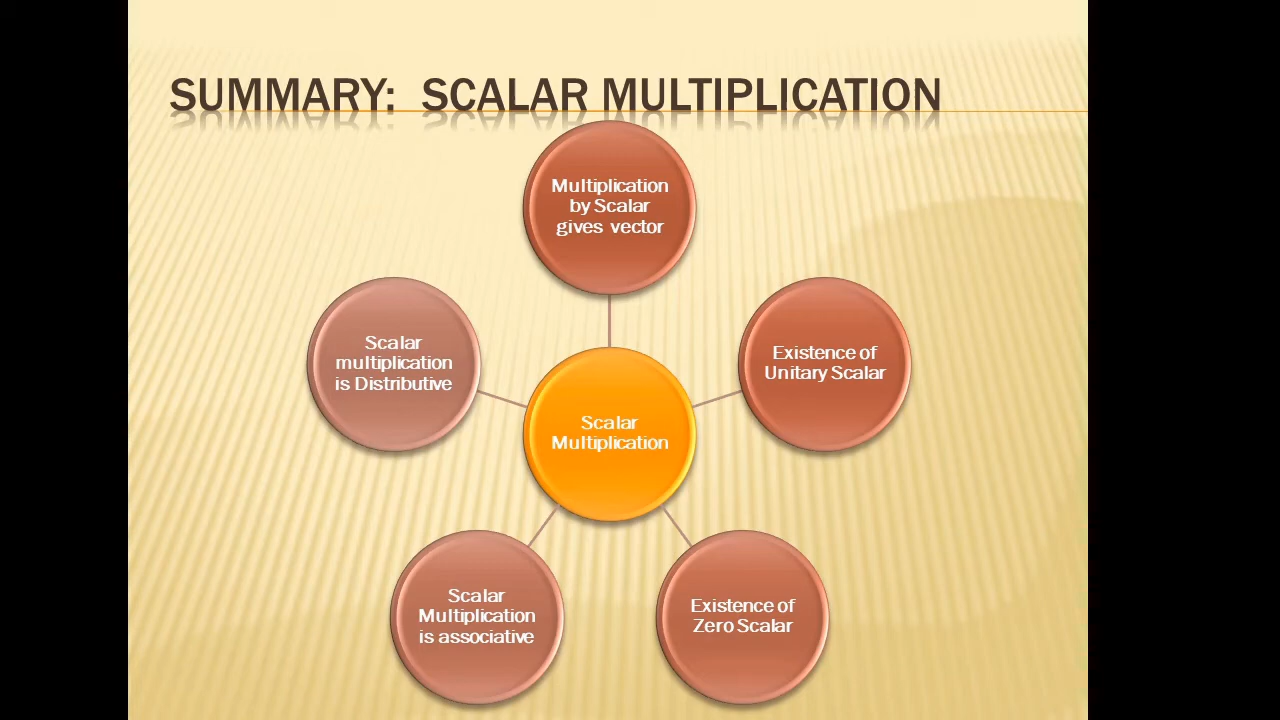 SUMMARY: SCALAR MULTIPLICATION
Multiplication
by Scalar
gives vector
Existence of
Unitary Scalar
Existence of
Zero Scalar
Scalar
Multiplication
is associative
Scalar
multiplication
is Distributive
Scalar
Multiplication